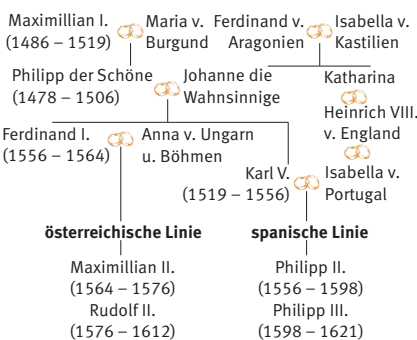 Maximillian I.
(1486 – 1519)
Maria v.
Burgund
Ferdinand v.
Aragonien
Isabella v.
Kastilien
Philipp der Schöne
(1478 – 1506)
Johanne die
Wahnsinnige
Katharina
Heinrich VIII.
v. England
Ferdinand I.
(1556 – 1564)
Anna v. Ungarn
u. Böhmen
Karl V.
(1519 – 1556)
Isabella v.
Portugal
österreichische Linie
spanische Linie
Maximillian II.
(1564 – 1576)
Rudolf II.
(1576 – 1612)
Philipp II.
(1556 – 1598)
Philipp III.
(1598 – 1621)